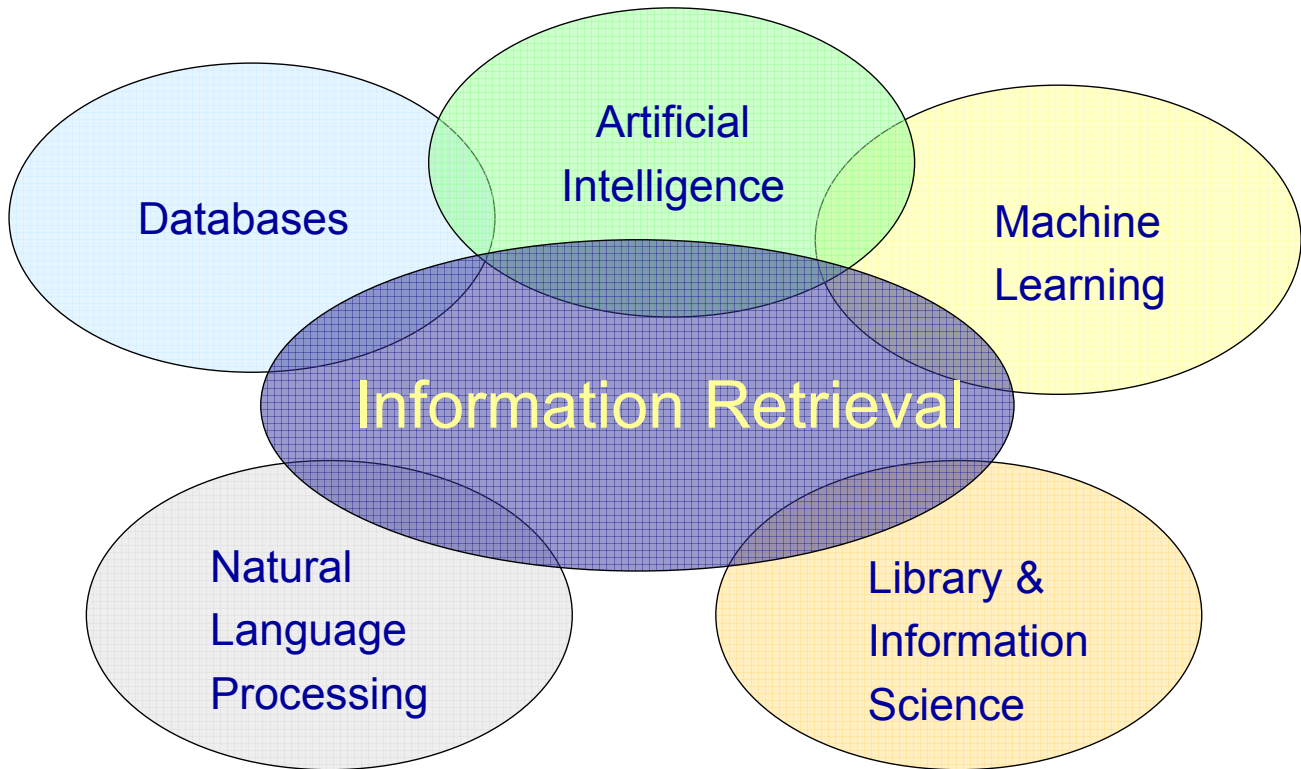 Artificial
Intelligence
Databases
Machine
Learning
Information Retrieval
Natural
Language
Processing
Library &
Information
Science